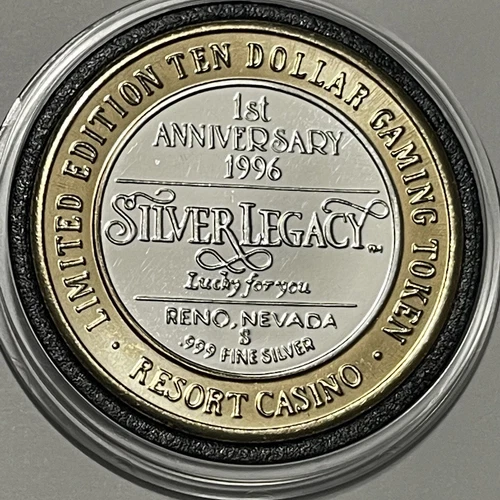 LIMITED EDITION TEN DOLLAR GAMING TOKEN
1st
ANNIVERSARY
1996
SILVER LEGACY™
Lucky for you
RENO, NEVADA
S
.999 FINE SILVER
• RESORT CASINO •